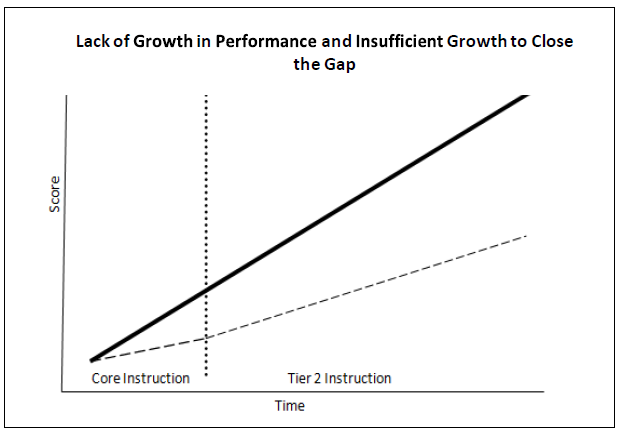 Lack of Growth in Performance and Insufficient Growth to Close
the Gap
Score
Core Instruction
Tier 2 Instruction
Time